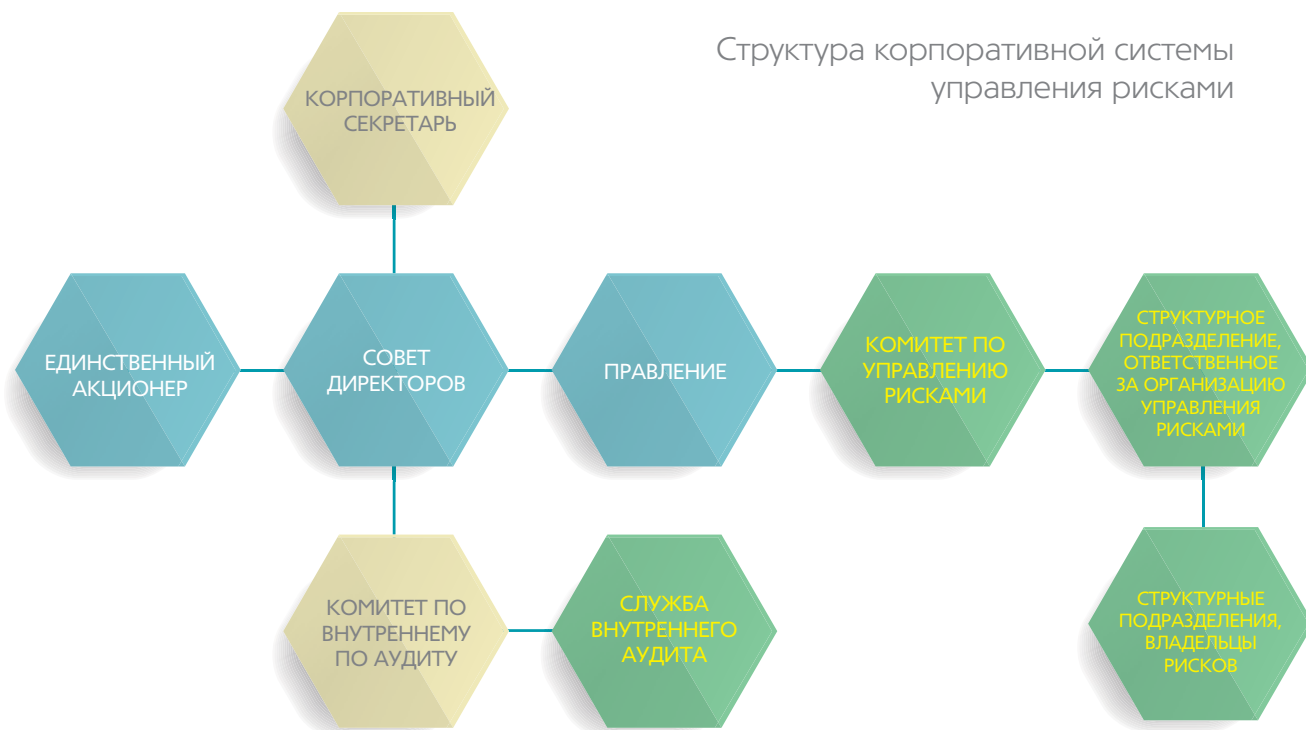 Структура корпоративной системы
управления рисками
КОРПОРАТИВНЫЙ
СЕКРЕТАРЬ
ЕДИНСТВЕННЫЙ
АКЦИОНЕР
СОВЕТ
ДИРЕКТОРОВ
ПРАВЛЕНИЕ
КОМИТЕТ ПО
УПРАВЛЕНИЮ
РИСКАМИ
СТРУКТУРНОЕ
ПОДРАЗДЕЛЕНИЕ,
ОТВЕТСТВЕННОЕ
ЗА ОРГАНИЗАЦИЮ
УПРАВЛЕНИЯ
РИСКАМИ
КОМИТЕТ ПО
ВНУТРЕННЕМУ
ПО АУДИТУ
СЛУЖБА
ВНУТРЕННЕГО
АУДИТА
СТРУКТУРНЫЕ
ПОДРАЗДЕЛЕНИЯ,
ВЛАДЕЛЬЦЫ
РИСКОВ